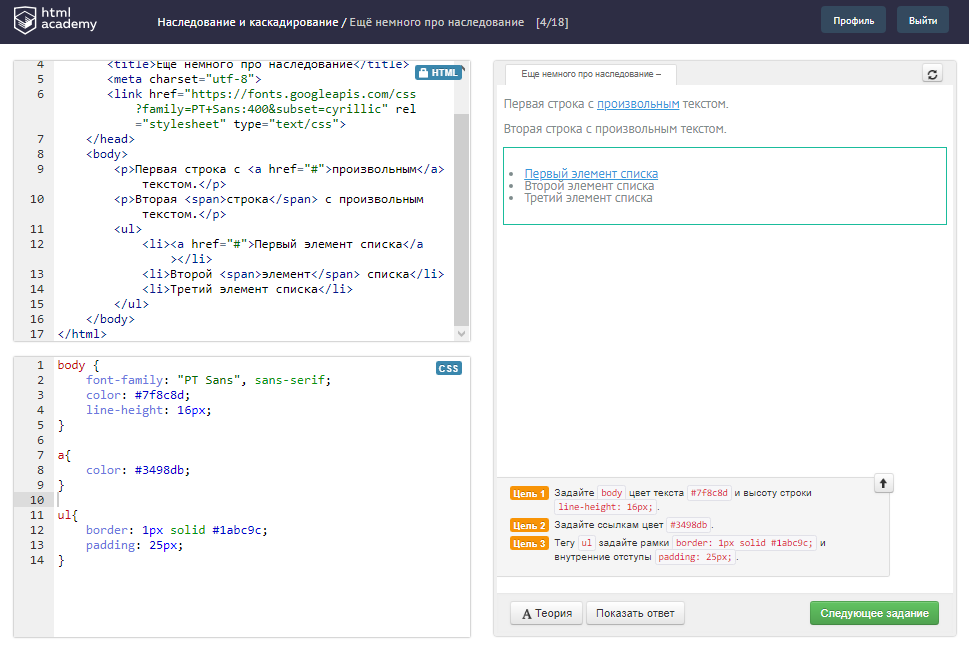 html
academy
Наследование и каскадирование / Ещё немного про наследование [4/18]
Профиль
Выйти
4 <title>Ещё немного про наследование</title>
HTML
5 <meta charset="utf-8">
6 <link href="https://fonts.googleapis.com/css
?family=PT+Sans:400&subset=cyrillic" rel
="stylesheet" type="text/css">
7 </head>
8 <body>
9 <p>Первая строка с <a href="#">произвольным</a>
текстом.</p>
10 <p>Вторая <span>строка</span> с произвольным
текстом.</p>
11 <ul>
12 <li><a href="#">Первый элемент списка</a
></li>
13 <li>Второй <span>элемент</span> списка</li>
14 <li>Третий элемент списка</li>
15 </ul>
16 </body>
17 </html>
CSS
1 body {
2 font-family: "PT Sans", sans-serif;
3 color: #7f8c8d;
4 line-height: 16px;
5 }
6
7 a{
8 color: #3498db;
9 }
10
11 ul{
12 border: 1px solid #1abc9c;
13 padding: 25px;
14 }
Еще немного про наследование –
Первая строка с произвольным текстом.
Вторая строка с произвольным текстом.
• Первый элемент списка
• Второй элемент списка
• Третий элемент списка
Цель 1 Задайте body цвет текста #7f8c8d и высоту строки
line-height: 16px; .
Цель 2 Задайте ссылкам цвет #3498db .
Цель 3 Тегу ul задайте рамки border: 1px solid #1abc9c; и
внутренние отступы padding: 25px; .
A Теория
Показать ответ
Следующее задание